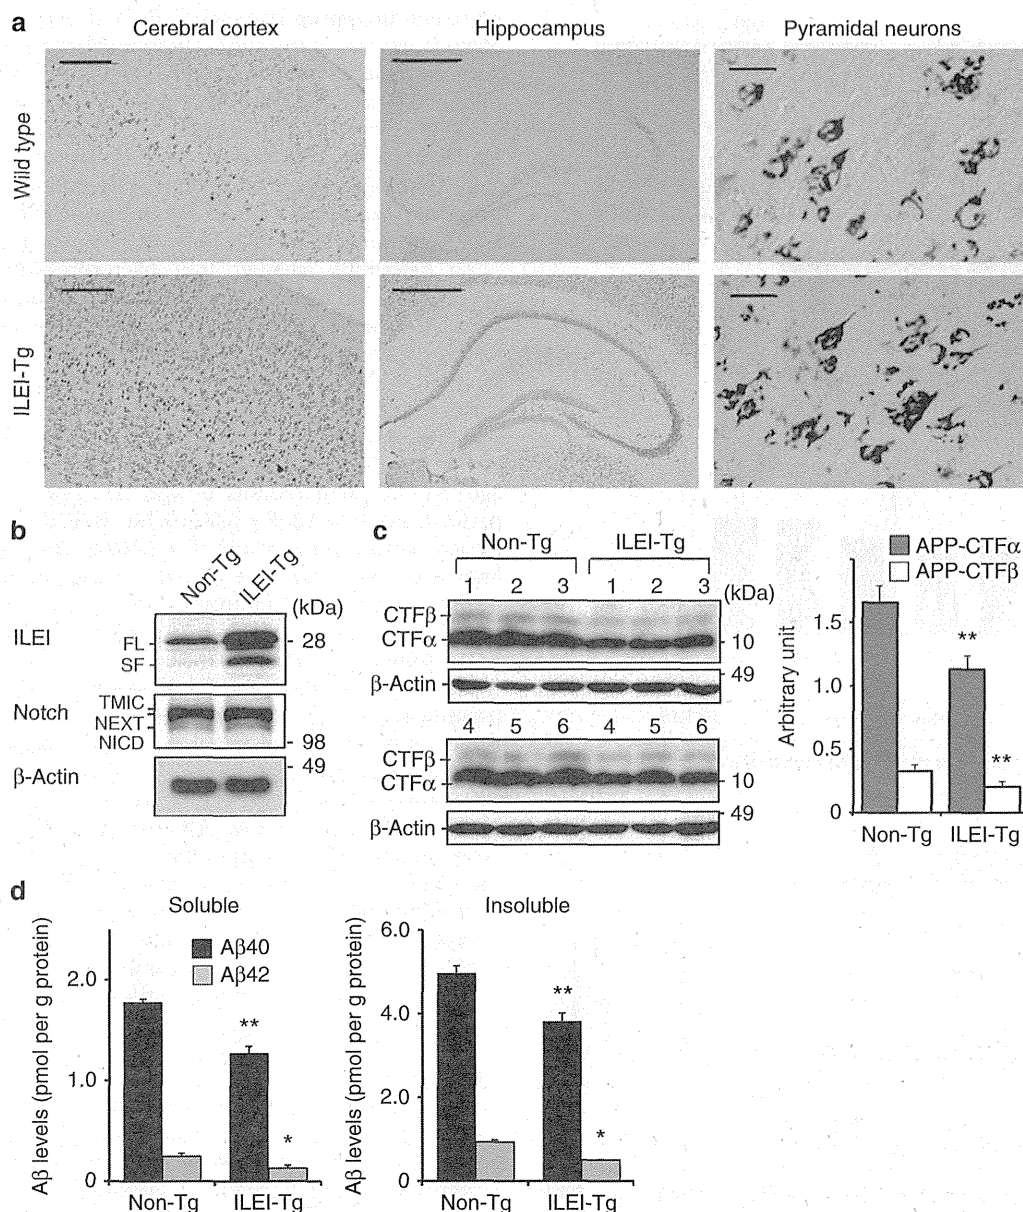 a
Cerebral cortex Hippocampus Pyramidal neurons
Wild type
ILEI-Tg
b
Non-Tg ILEI-Tg
(kDa)
ILEI
FL 28
SF
Notch
TMIC
NEXT
NICD 98
49
β-Actin
c
Non-Tg ILEI-Tg
1 2 3 1 2 3 (kDa)
CTFβ
CTFα 10
49
β-Actin
4 5 6 4 5 6
CTFβ
CTFα 10
49
β-Actin
APP-CTFα
APP-CTFβ
Arbitrary unit
1.5
1.0
0.5
0
**
**
Non-Tg ILEI-Tg
d
Soluble
Aβ levels (pmol per g protein)
2.0
1.0
0
Aβ40
Aβ42
**
*
Non-Tg ILEI-Tg
Insoluble
Aβ levels (pmol per g protein)
6.0
4.0
2.0
0
**
*
Non-Tg ILEI-Tg